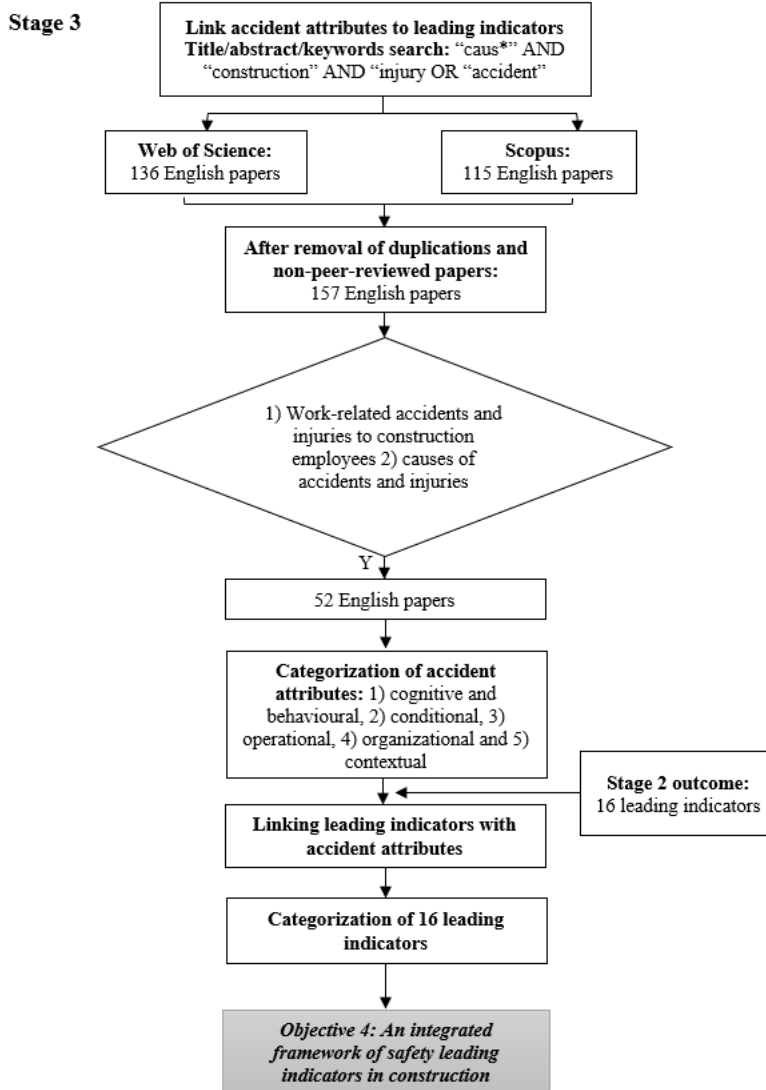 Stage 3
Link accident attributes to leading indicators
Title/abstract/keywords search: “caus*” AND
“construction” AND “injury OR “accident”
Web of Science:
136 English papers
Scopus:
115 English papers
After removal of duplications and
non-peer-reviewed papers:
157 English papers
1) Work-related accidents and
injuries to construction
employees 2) causes of
accidents and injuries
Y
52 English papers
Categorization of accident
attributes: 1) cognitive and
behavioural, 2) conditional, 3)
operational, 4) organizational and 5)
contextual
Stage 2 outcome:
16 leading indicators
Linking leading indicators with
accident attributes
Categorization of 16 leading
indicators
Objective 4: An integrated
framework of safety leading
indicators in construction